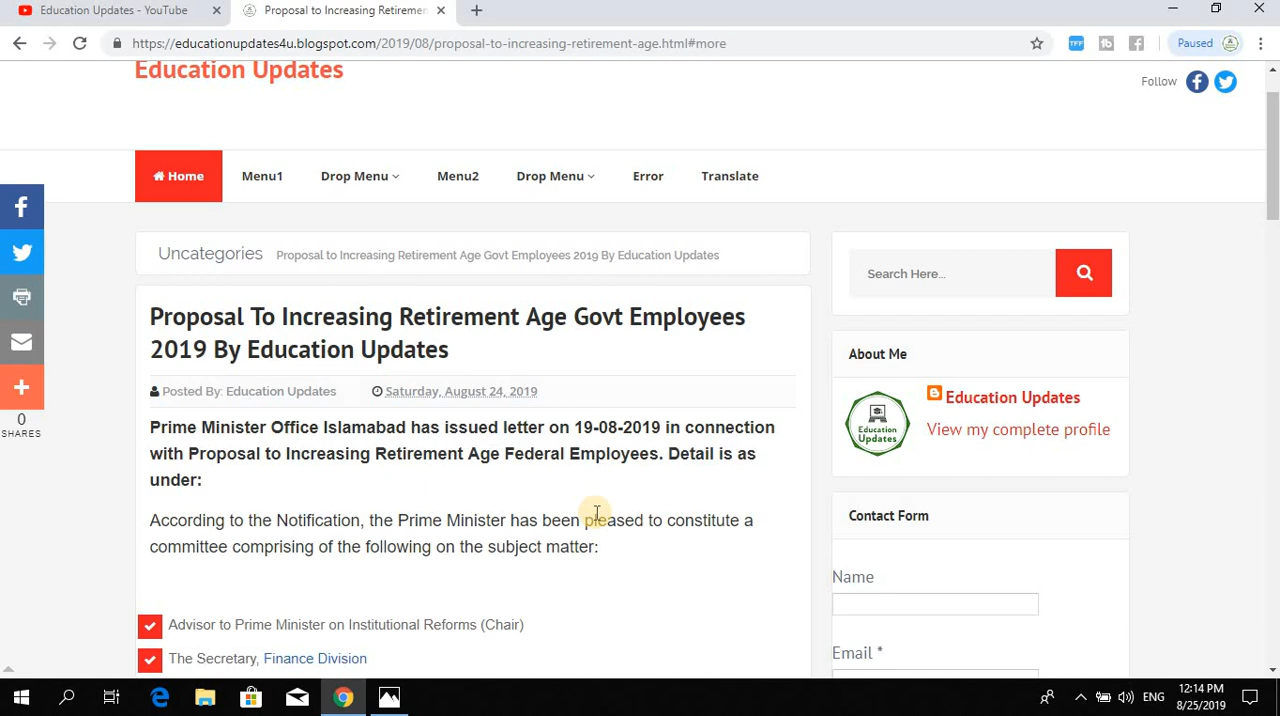 Education Updates - YouTube
Proposal to Increasing Retiremen
https://educationupdates4u.blogspot.com/2019/08/proposal-to-increasing-retirement-age.html#more
TFF
Paused
Education Updates
Follow
Home
Menu1
Drop Menu
Menu2
Drop Menu
Error
Translate
Uncategories
Proposal to Increasing Retirement Age Govt Employees 2019 By Education Updates
Search Here...
Proposal To Increasing Retirement Age Govt Employees
2019 By Education Updates
Posted By: Education Updates
Saturday, August 24, 2019
Prime Minister Office Islamabad has issued letter on 19-08-2019 in connection
with Proposal to Increasing Retirement Age Federal Employees. Detail is as
under:
According to the Notification, the Prime Minister has been pleased to constitute a
committee comprising of the following on the subject matter:
Advisor to Prime Minister on Institutional Reforms (Chair)
The Secretary, Finance Division
0
SHARES
About Me
Education
Updates
Education Updates
View my complete profile
Contact Form
Name
Email *
ENG
12:14 PM
8/25/2019